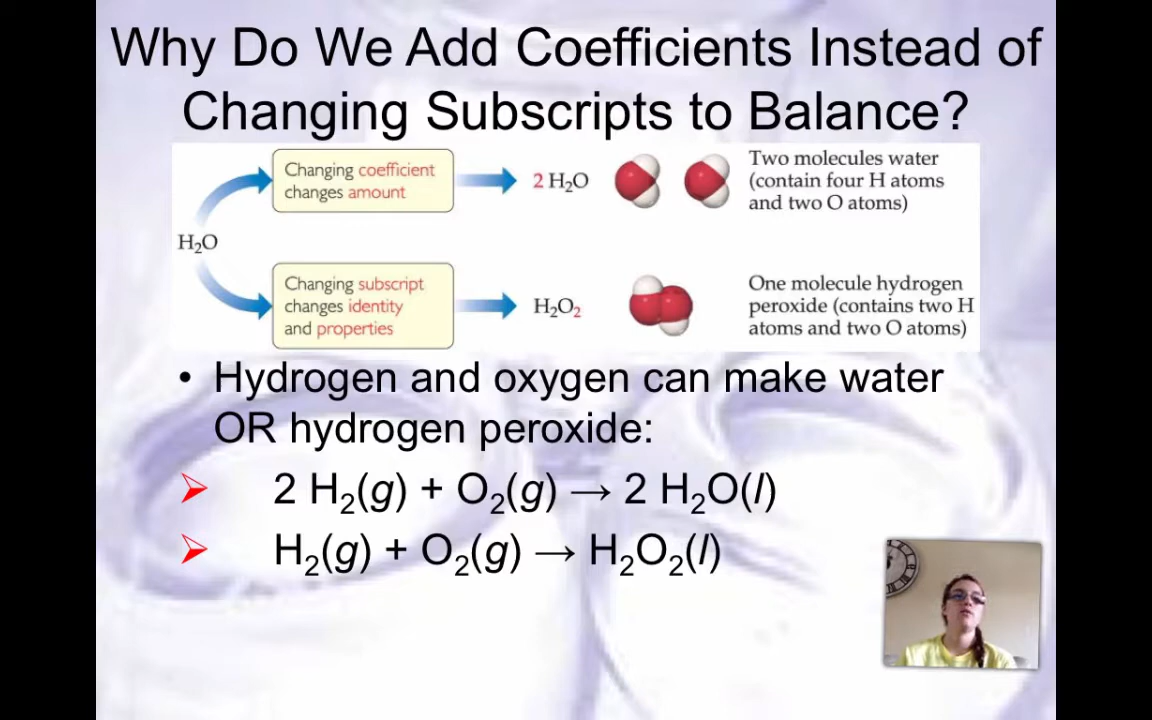 Why Do We Add Coefficients Instead of
Changing Subscripts to Balance?
Changing coefficient
changes amount
2 H₂O
Two molecules water
(contain four H atoms
and two O atoms)
H₂O
Changing subscript
changes identity
and properties
H₂O₂
One molecule hydrogen
peroxide (contains two H
atoms and two O atoms)
• Hydrogen and oxygen can make water
OR hydrogen peroxide:
➢ 2 H₂(g) + O₂(g) → 2 H₂O(l)
➢ H₂(g) + O₂(g) → H₂O₂(l)